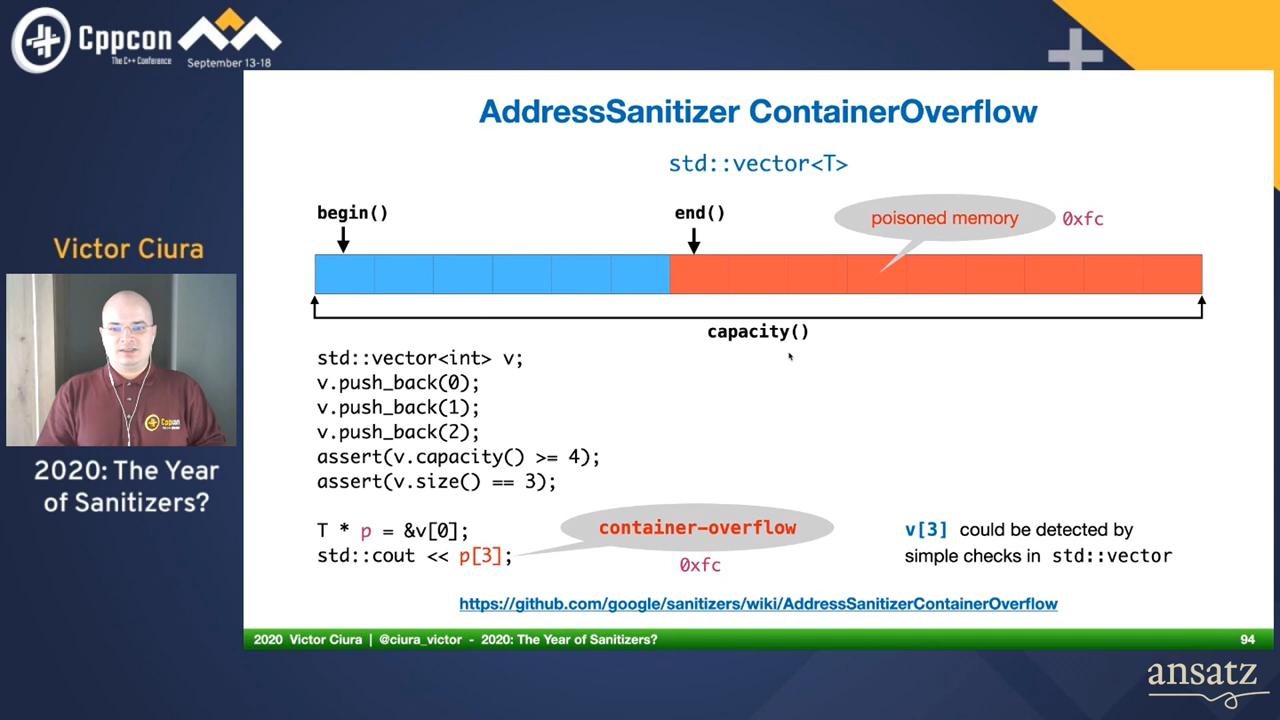 Cppcon
The C++ Conference
September 13-18
AddressSanitizer ContainerOverflow
std::vector<T>
begin()
end()
poisoned memory
0xfc
capacity()
Victor Ciura
Cppcon
2020: The Year
of Sanitizers?
std::vector<int> v;
v.push_back(0);
v.push_back(1);
v.push_back(2);
assert(v.capacity() >= 4);
assert(v.size() == 3);
T * p = &v[0];
std::cout << p[3];
container-overflow
0xfc
v[3] could be detected by
simple checks in std::vector
https://github.com/google/sanitizers/wiki/AddressSanitizerContainerOverflow
2020 Victor Ciura | @ciura_victor - 2020: The Year of Sanitizers?
94
ansatz